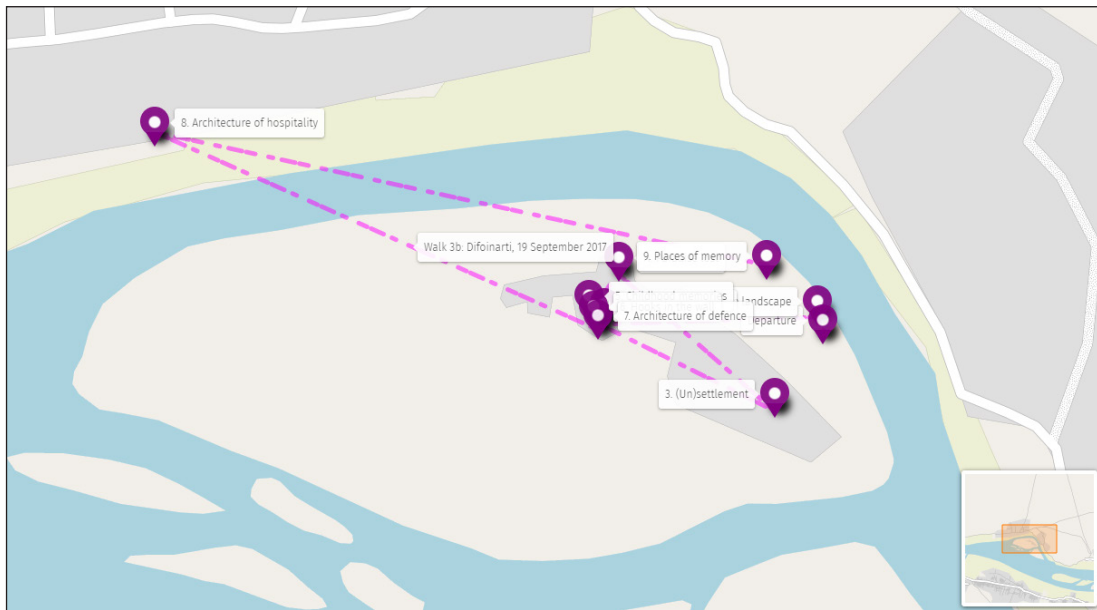 8. Architecture of hospitality
Walk 3b: Difoinarti, 19 September 2017
9. Places of memory
landscape
7. Architecture of defence
3. (Un)settlement